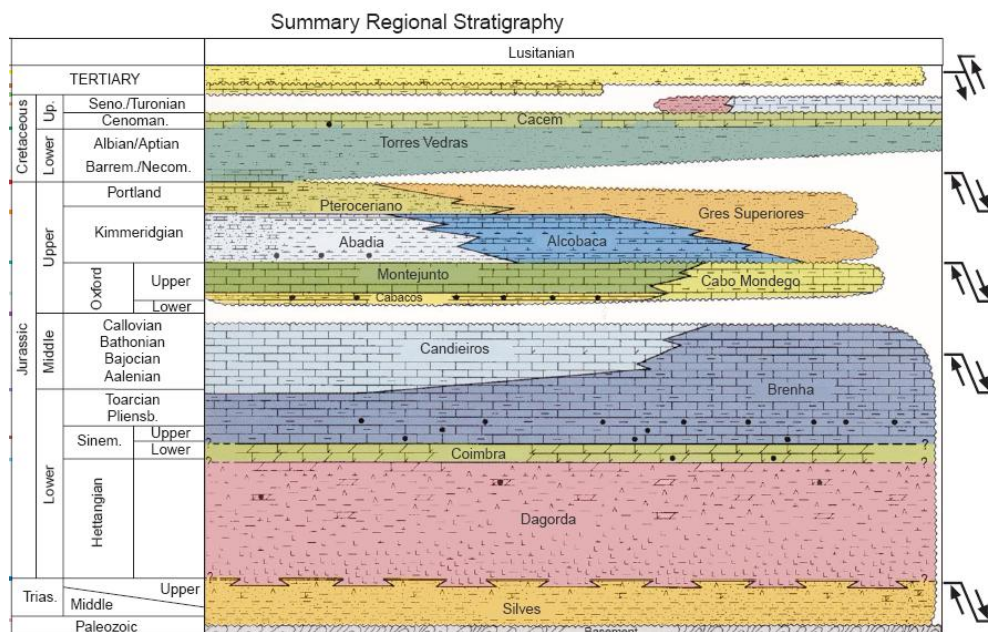 Summary Regional Stratigraphy
Lusitanian
TERTIARY
Cretaceous
Up.
Seno./Turonian
Cenoman.
Cacem
Lower
Albian/Aptian
Barrem./Necom.
Torres Vedras
Jurassic
Upper
Portland
Pteroceriano
Gres Superiores
Kimmeridgian
Abadia
Alcobaca
Oxford
Upper
Montejunto
Cabo Mondego
Lower
Cabacos
Middle
Callovian
Bathonian
Bajocian
Aalenian
Candieiros
Brenha
Lower
Toarcian
Pliensb.
Sinem.
Upper
?
?
Lower
Coimbra
?
?
Hettangian
Dagorda
?
Trias.
Upper
Middle
Silves
Paleozoic
Basement